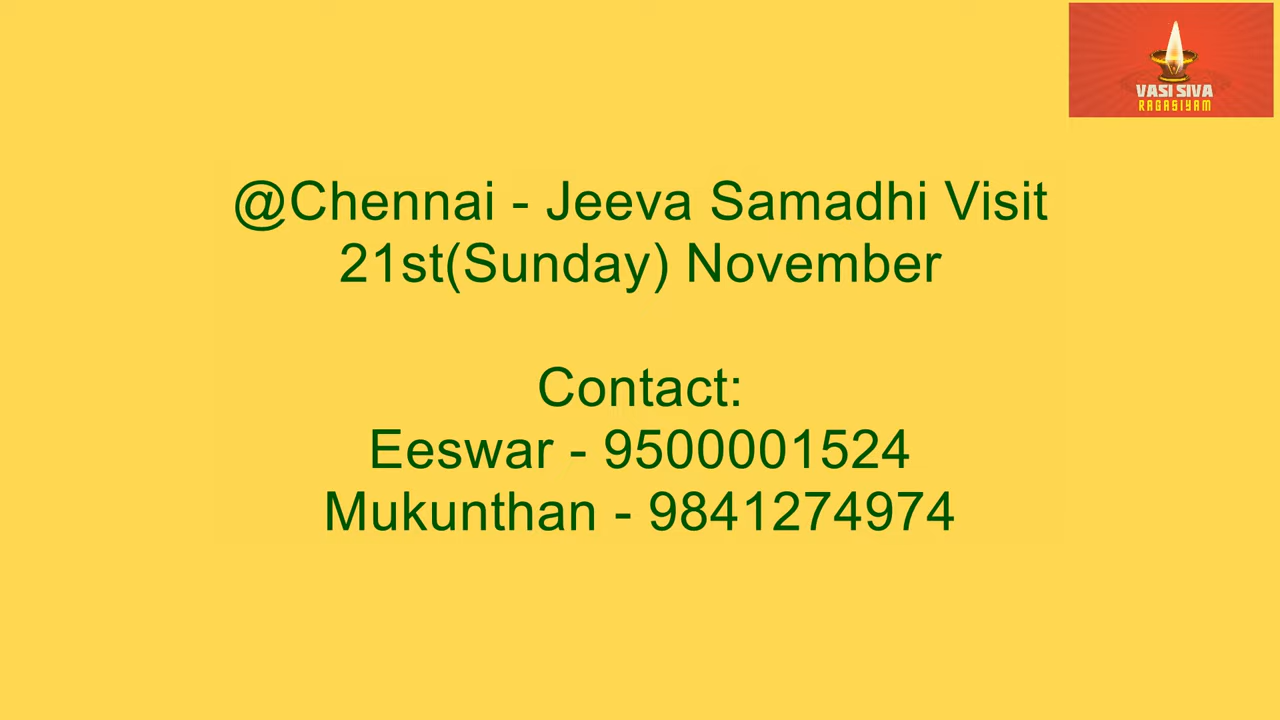 VASI SIVA
RAGASIYAM
@Chennai - Jeeva Samadhi Visit
21st(Sunday) November
Contact:
Eeswar - 9500001524
Mukunthan - 9841274974